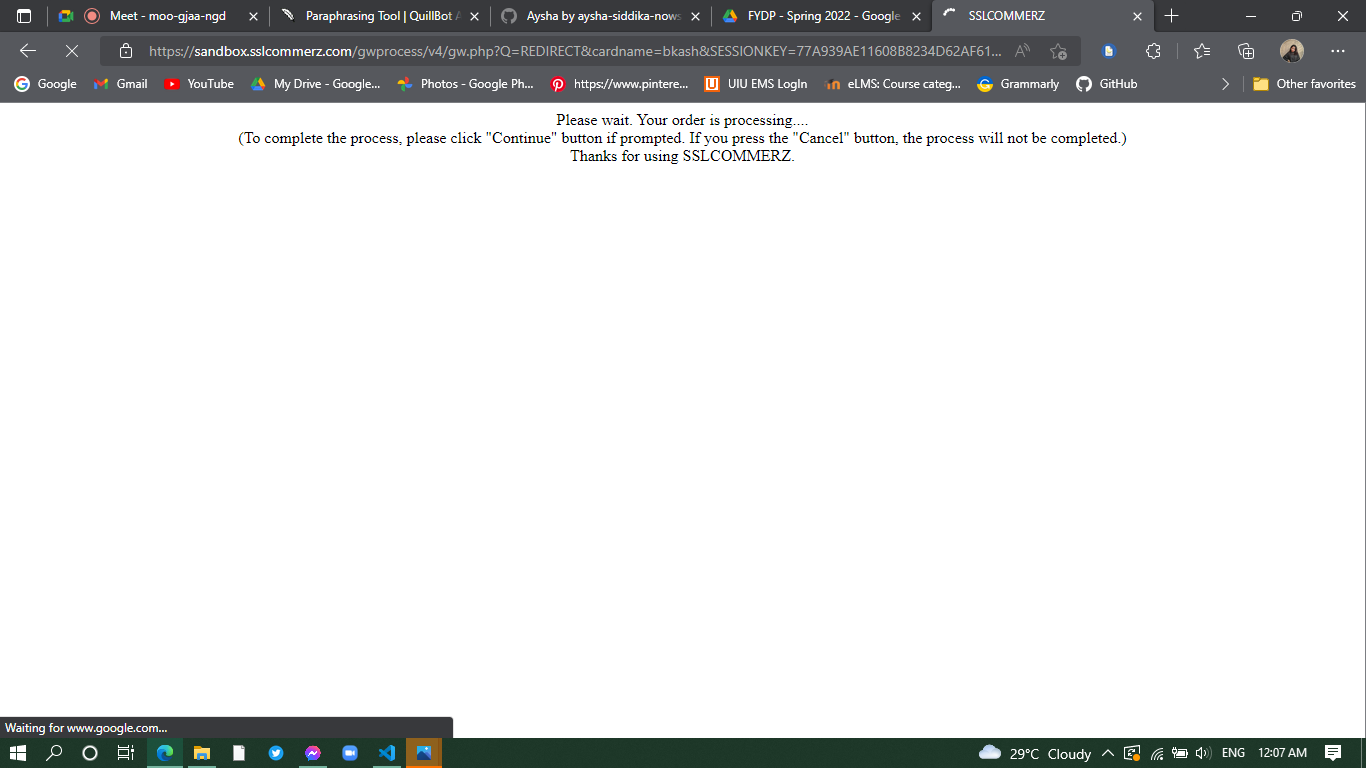 Meet - moo-gjaa-ngd
Paraphrasing Tool | QuillBot A
Aysha by aysha-siddika-nows
FYDP - Spring 2022 - Google
SSLCOMMERZ
https://sandbox.sslcommerz.com/gwprocess/v4/gw.php?Q=REDIRECT&cardname=bkash&SESSIONKEY=77A939AE11608B8234D62AF61...
Google
Gmail
YouTube
My Drive - Google...
Photos - Google Ph...
https://www.pintere...
UIU EMS LogIn
eLMS: Course categ...
Grammarly
GitHub
Other favorites
Please wait. Your order is processing....
(To complete the process, please click "Continue" button if prompted. If you press the "Cancel" button, the process will not be completed.)
Thanks for using SSLCOMMERZ.
Waiting for www.google.com...
29°C Cloudy
ENG
12:07 AM